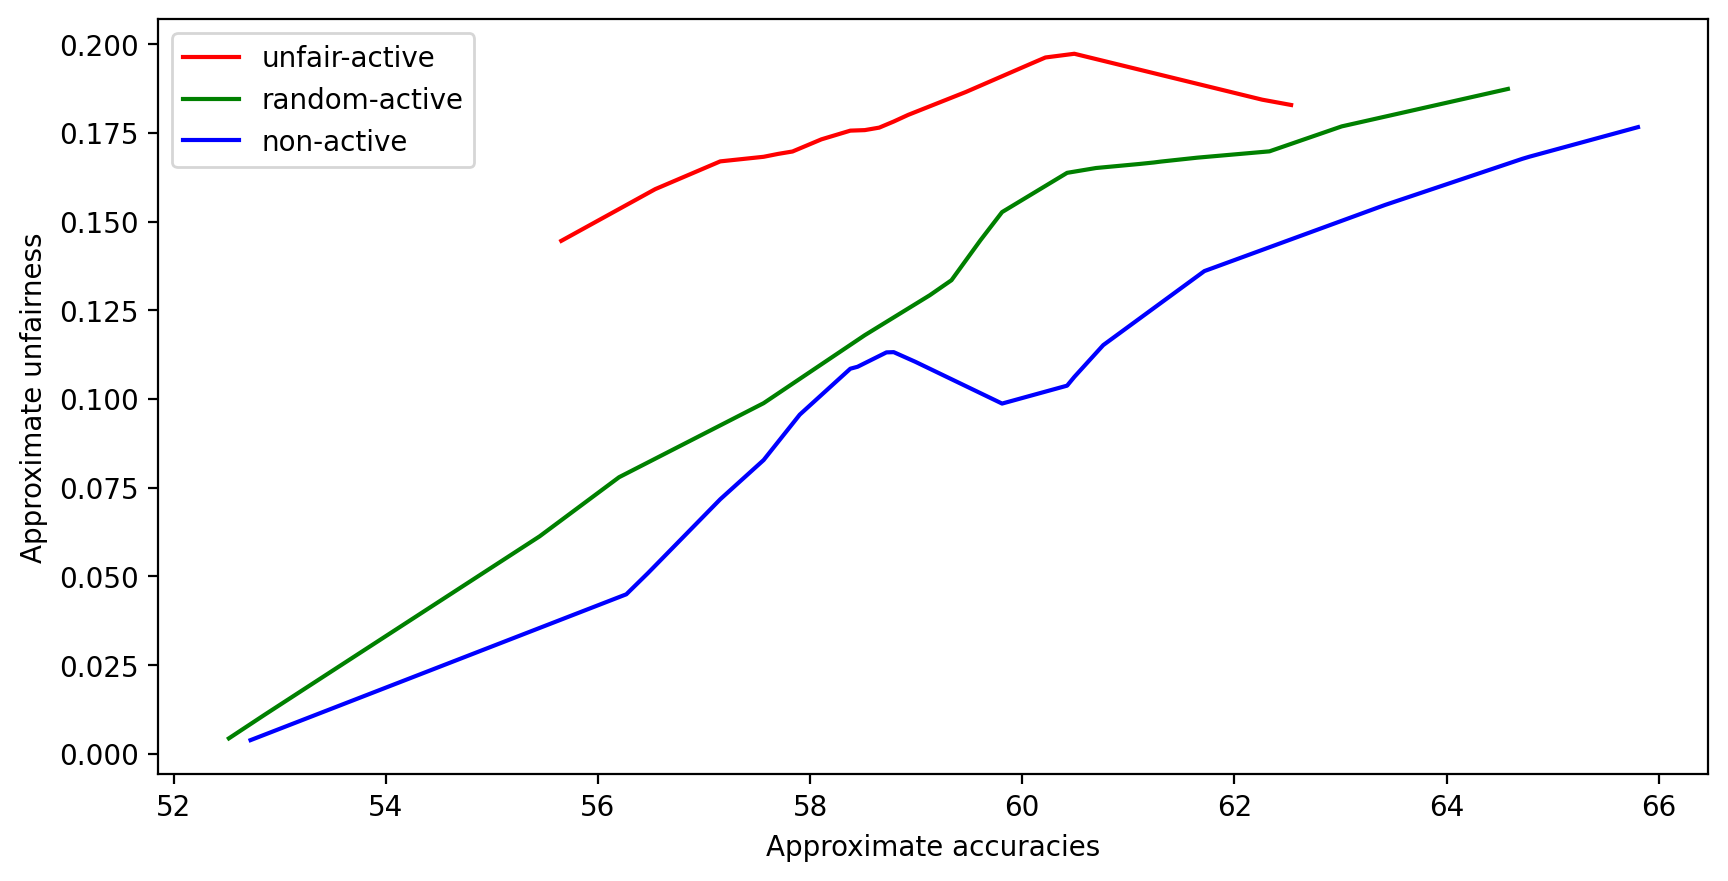 unfair-active
random-active
non-active
Approximate unfairness
0.200
0.175
0.150
0.125
0.100
0.075
0.050
0.025
0.000
52 54 56 58 60 62 64 66
Approximate accuracies